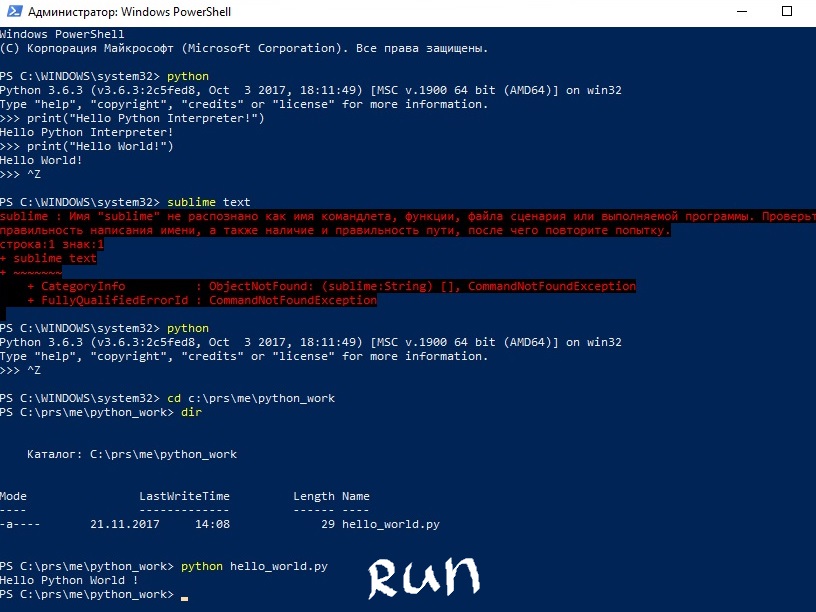 Администратор: Windows PowerShell
Windows PowerShell
(C) Корпорация Майкрософт (Microsoft Corporation). Все права защищены.
PS C:\WINDOWS\system32> python
Python 3.6.3 (v3.6.3:2c5fed8, Oct  3 2017, 18:11:49) [MSC v.1900 64 bit (AMD64)] on win32
Type "help", "copyright", "credits" or "license" for more information.
>>> print("Hello Python Interpreter!")
Hello Python Interpreter!
>>> print("Hello World!")
Hello World!
>>> ^Z
PS C:\WINDOWS\system32> sublime text
sublime : Имя "sublime" не распознано как имя командлета, функции, файла сценария или выполняемой программы. Проверьт
правильность написания имени, а также наличие и правильность пути, после чего повторите попытку.
строка:1 знак:1
+ sublime text
+ ~~~~~~~
    + CategoryInfo          : ObjectNotFound: (sublime:String) [], CommandNotFoundException
    + FullyQualifiedErrorId : CommandNotFoundException
PS C:\WINDOWS\system32> python
Python 3.6.3 (v3.6.3:2c5fed8, Oct  3 2017, 18:11:49) [MSC v.1900 64 bit (AMD64)] on win32
Type "help", "copyright", "credits" or "license" for more information.
>>> ^Z
PS C:\WINDOWS\system32> cd c:\prs\me\python_work
PS C:\prs\me\python_work> dir
    Каталог: C:\prs\me\python_work
Mode                LastWriteTime         Length Name
----                -------------         ------ ----
-a----       21.11.2017     14:08             29 hello_world.py
PS C:\prs\me\python_work> python hello_world.py
Hello Python World !
PS C:\prs\me\python_work>
Run